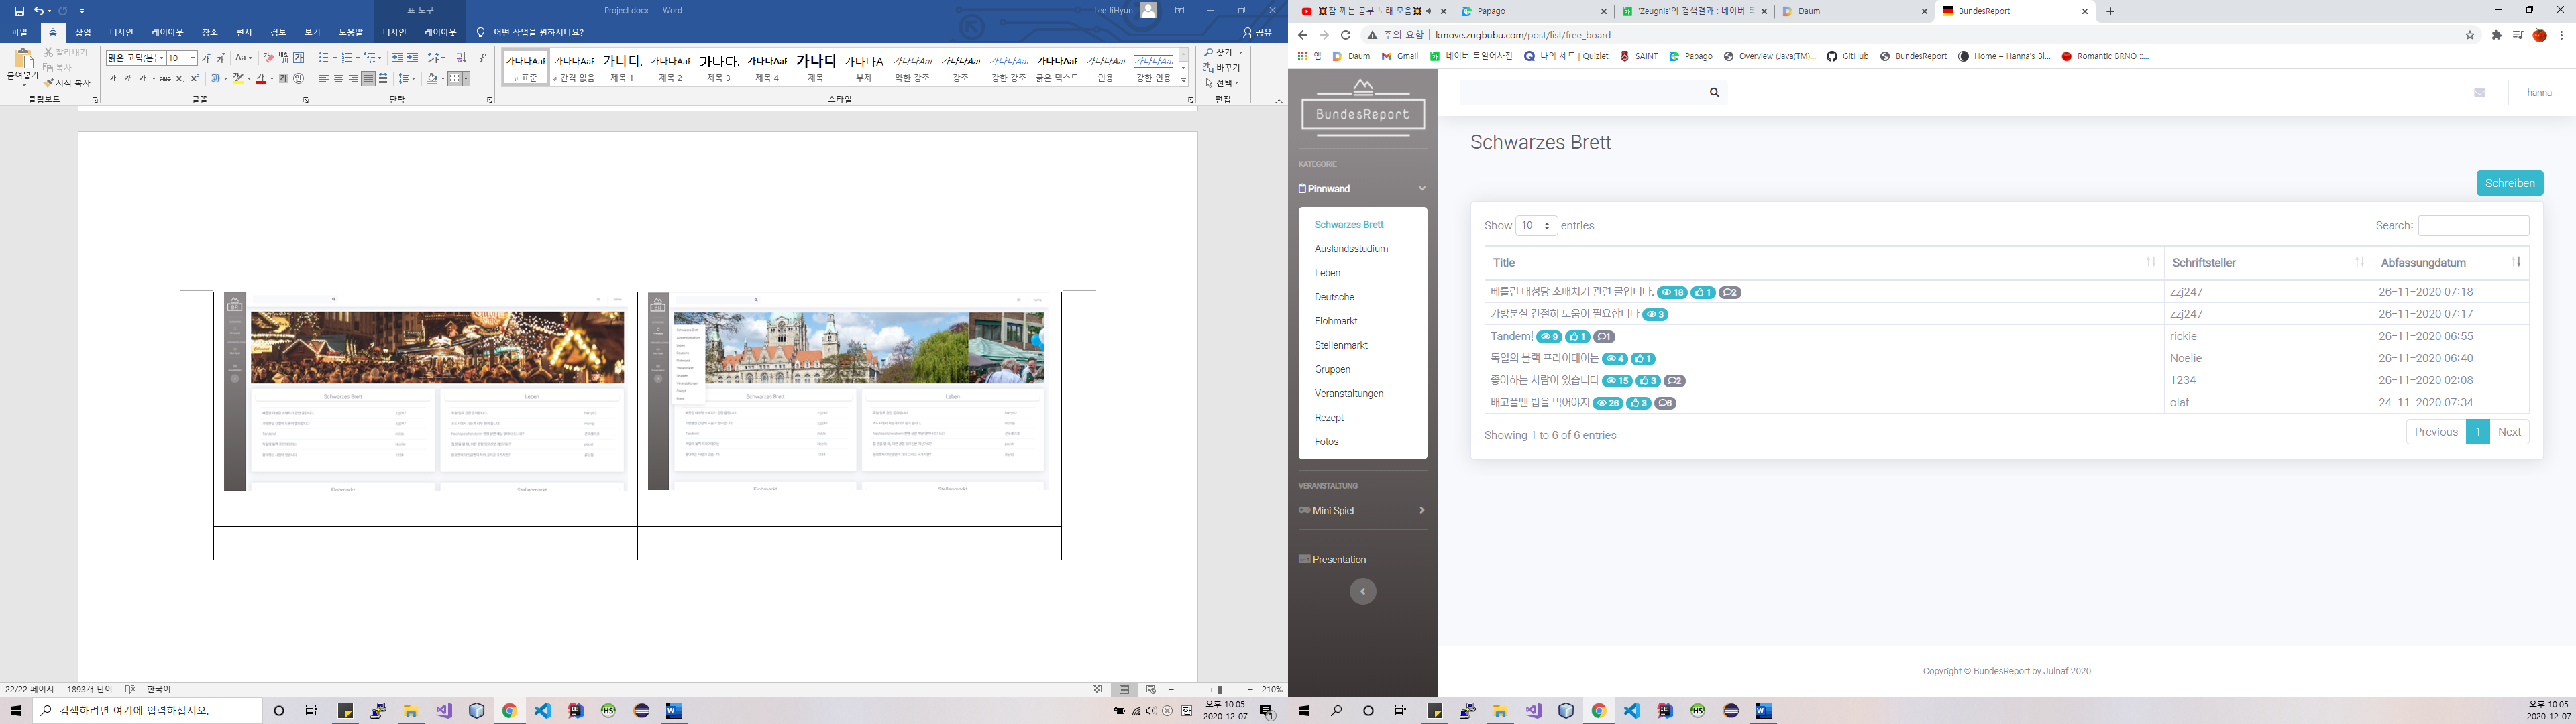 표 도구
Project.docx - Word
Lee JiHyun
파일 홈 삽입 디자인 레이아웃 참조 편지 검토 보기 도움말 디자인 레이아웃 어떤 작업을 원하시나요? 공유
붙여넣기
잘라내기
복사
서식 복사
클립보드
맑은 고딕(본 10
글꼴
단락
가나다AaB 가나다AaB 가나다, 가나다AaB 가나다, 가나다AaB 가나디 가나다A 가나다Aa 가나다Aa 가나다Aa 가나다AaB 가나다Aa 가나다Aa
표준 간격 없음 제목 1 제목 2 제목 3 제목 4 제목 부제 약한 강조 강조 강한 강조 굵은 텍스트 인용 강한 인용
스타일
찾기
바꾸기
선택
편집
Schwarzes Brett Leben
Schwarzes Brett Leben
22/22 페이지 1893개 단어 한국어 210%
검색하려면 여기에 입력하십시오.
오후 10:05
2020-12-07
잠 깨는 공부 노래 모음
Papago
'Zeugnis'의 검색결과 : 네이버
Daum
BundesReport
주의 요함 kmove.zugbubu.com/post/list/free_board
앱 Daum Gmail 네이버 독일어사전 나의 세트 | Quizlet SAINT Papago Overview (Java(TM)... GitHub BundesReport Home – Hanna's Bl... Romantic BRNO ::...
BundesReport
hanna
KATEGORIE
Pinnwand
Schwarzes Brett
Auslandsstudium
Leben
Deutsche
Flohmarkt
Stellenmarkt
Gruppen
Veranstaltungen
Rezept
Fotos
VERANSTALTUNG
Mini Spiel
Presentation
Schwarzes Brett
Schreiben
Show 10 entries
Search:
Title Schriftsteller Abfassungdatum
베를린 대성당 소매치기 관련 글입니다. 18 1 2 zzj247 26-11-2020 07:18
가방분실 간절히 도움이 필요합니다 3 zzj247 26-11-2020 07:17
Tandem! 9 1 1 rickie 26-11-2020 06:55
독일의 블랙 프라이데이는 4 1 Noelie 26-11-2020 06:40
좋아하는 사람이 있습니다 15 3 2 1234 26-11-2020 02:08
배고플땐 밥을 먹어야지 26 3 6 olaf 24-11-2020 07:34
Showing 1 to 6 of 6 entries
Previous 1 Next
Copyright © BundesReport by Julnaf 2020
오후 10:05
2020-12-07